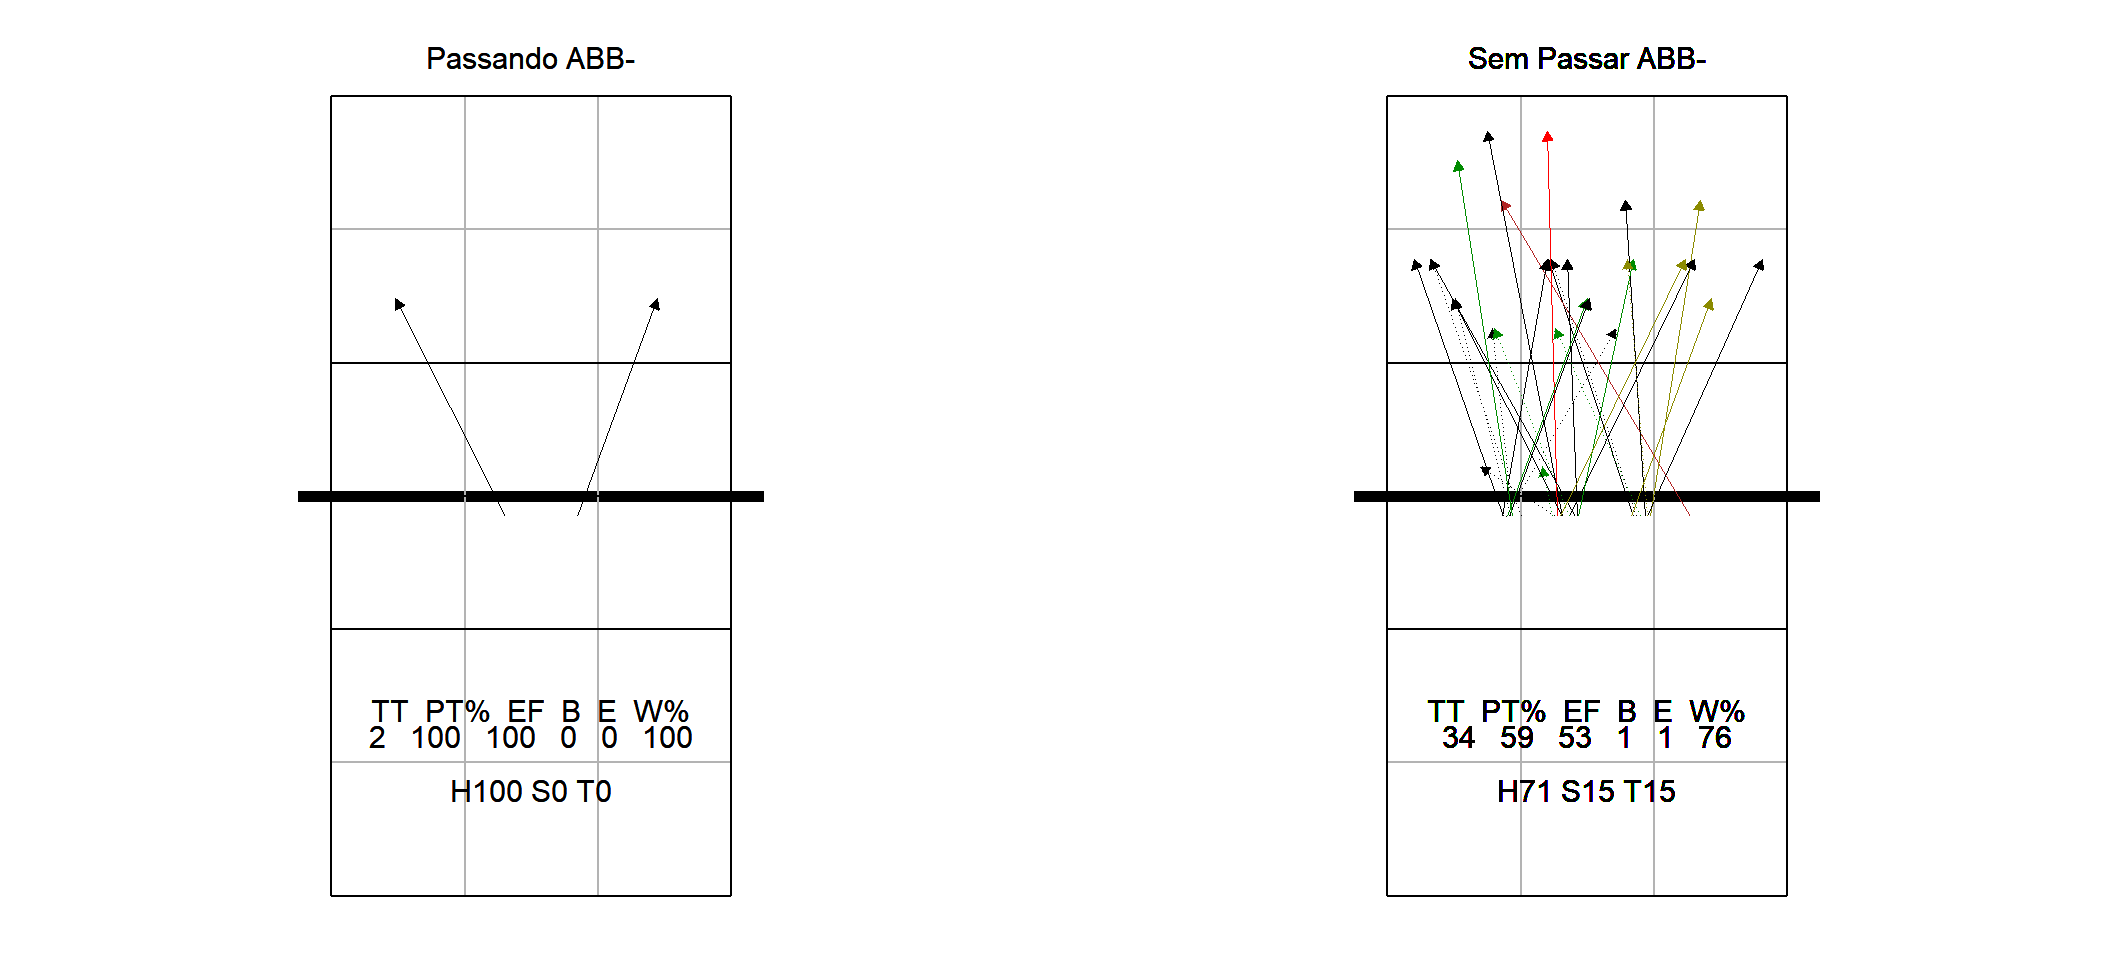 Passando ABB-
TT PT% EF B E W%
2 100 100 0 0 100
H100 S0 T0
Sem Passar ABB-
TT PT% EF B E W%
34 59 53 1 1 76
H71 S15 T15